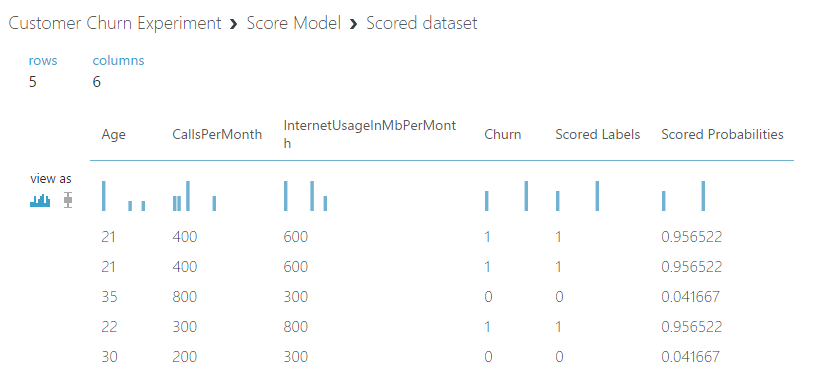 Customer Churn Experiment › Score Model › Scored dataset
rows columns
5 6
Age CallsPerMonth InternetUsageInMbPerMont
h Churn Scored Labels Scored Probabilities
view as
21 400 600 1 1 0.956522
21 400 600 1 1 0.956522
35 800 300 0 0 0.041667
22 300 800 1 1 0.956522
30 200 300 0 0 0.041667